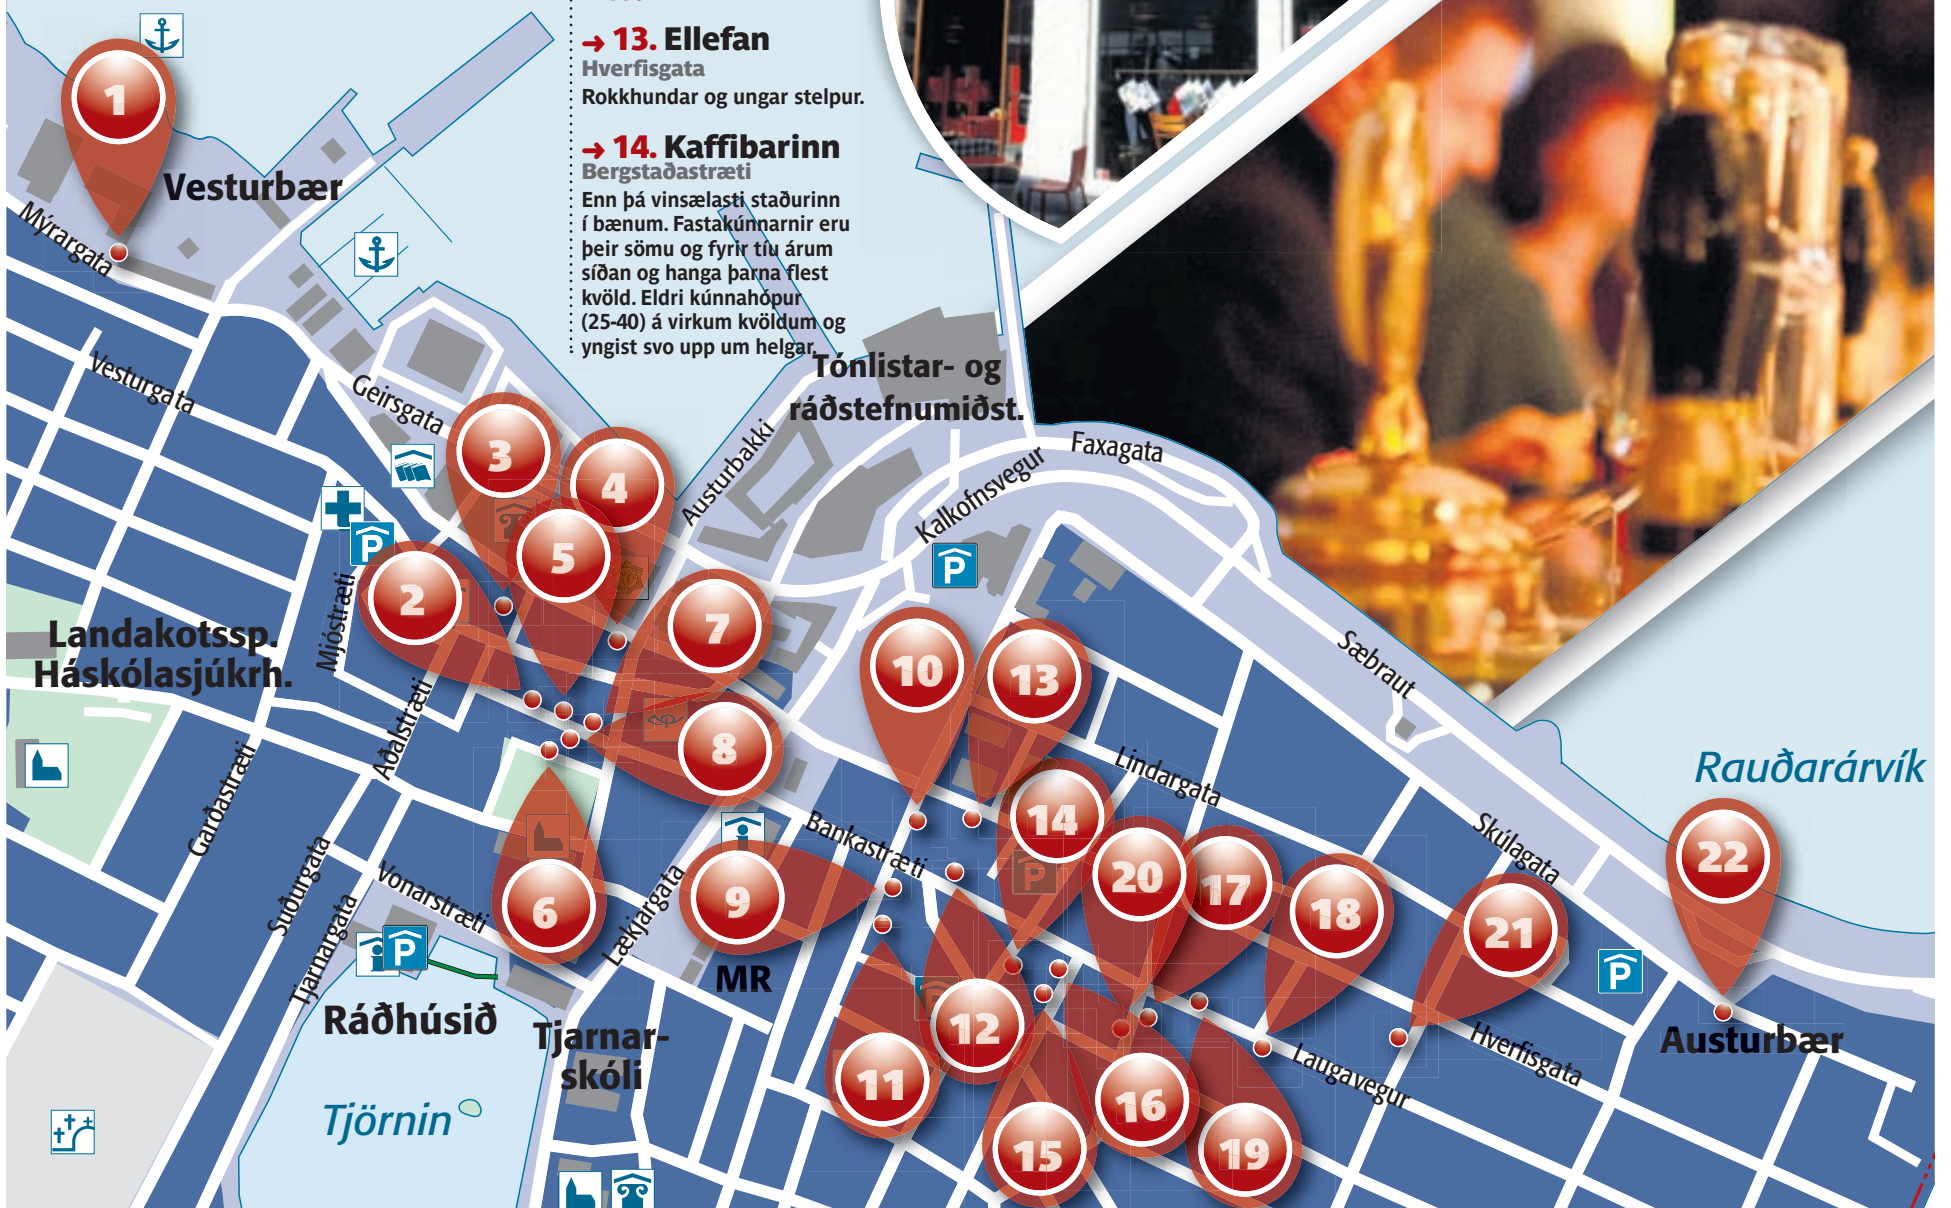 → 13. Ellefan
Hverfisgata
Rokkhundar og ungar stelpur.
→ 14. Kaffibarinn
Bergstaðastræti
Enn þá vinsælasti staðurinn
í bænum. Fastakúnnarnir eru
þeir sömu og fyrir tíu árum
síðan og hanga þarna flest
kvöld. Eldri kúnnahópur
(25-40) á virkum kvöldum og
yngist svo upp um helgar.
1
Vesturbær
Mýrargata
Vesturgata
Geirsgata
Tónlistar- og
ráðstefnumiðst.
Austurbakki
Kalkofnsvegur
Faxagata
3
4
5
2
7
8
10
13
P
P
Mjóstræti
Landakotssp.
Háskólasjúkrh.
Aðalstræti
Garðastræti
Sæbraut
Lindargata
Rauðarárvík
Skúlagata
Bankastræti
14
20
17
18
21
22
6
9
Suðurgata
Tjarnargata
Vonarstræti
Lækjargata
P
P
P
P
MR
Ráðhúsið
Tjarnar-
skóli
Tjörnin
12
11
15
16
19
Laugavegur
Hverfisgata
Austurbær